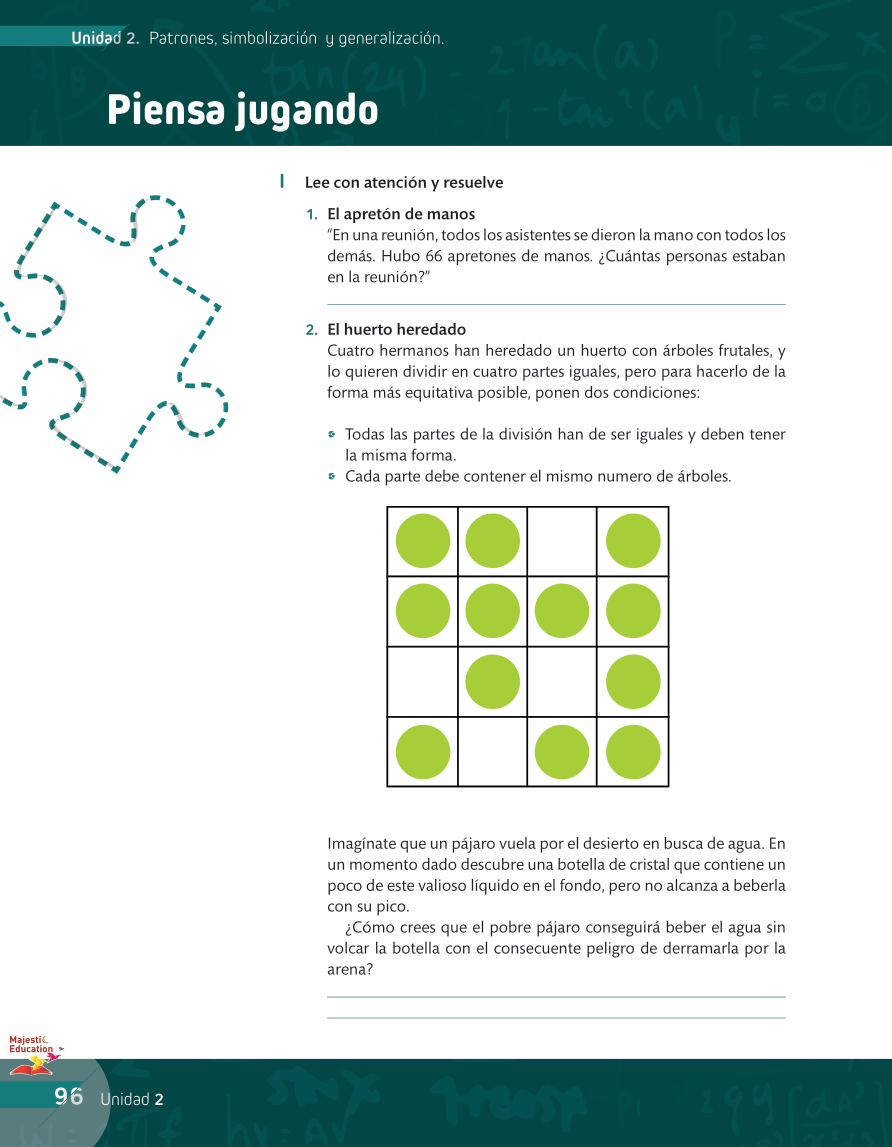 Unidad 2. Patrones, simbolización y generalización.
Piensa jugando
I Lee con atención y resuelve
1. El apretón de manos
“En una reunión, todos los asistentes se dieron la mano con todos los
demás. Hubo 66 apretones de manos. ¿Cuántas personas estaban
en la reunión?”
2. El huerto heredado
Cuatro hermanos han heredado un huerto con árboles frutales, y
lo quieren dividir en cuatro partes iguales, pero para hacerlo de la
forma más equitativa posible, ponen dos condiciones:
Todas las partes de la división han de ser iguales y deben tener
la misma forma.
Cada parte debe contener el mismo numero de árboles.
Imagínate que un pájaro vuela por el desierto en busca de agua. En
un momento dado descubre una botella de cristal que contiene un
poco de este valioso líquido en el fondo, pero no alcanza a beberla
con su pico.
¿Cómo crees que el pobre pájaro conseguirá beber el agua sin
volcar la botella con el consecuente peligro de derramarla por la
arena?
Majestic
Education
96 Unidad 2